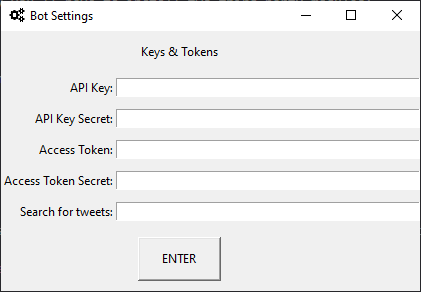 Bot Settings
Keys & Tokens
API Key:
API Key Secret:
Access Token:
Access Token Secret:
Search for tweets:
ENTER